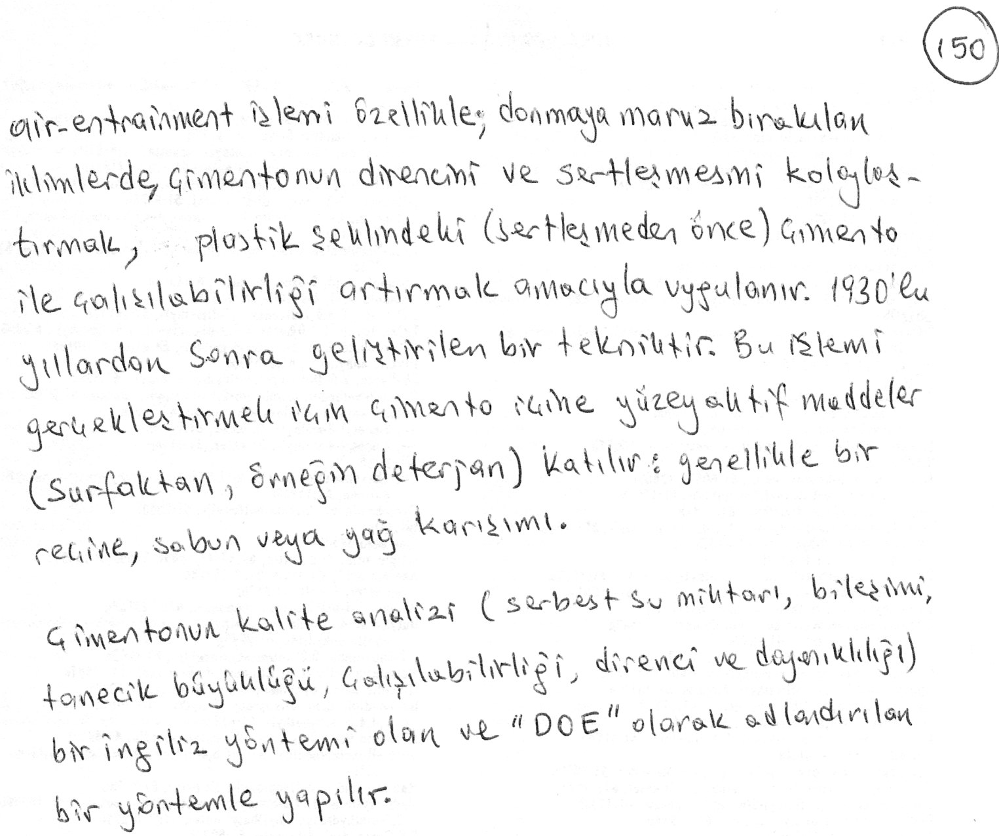 150
air-entrainment işlemi özellikle; donmaya maruz bırakılan
iklimlerde, çimentonun direncini ve sertleşmesini kolaylaş-
tırmak, plastik şeklindeki (sertleşmeden önce) çimento
ile çalışılabilirliği artırmak amacıyla uygulanır. 1930'lu
yıllardan sonra geliştirilen bir tekniktir. Bu işlemi
gerçekleştirmek için çimento içine yüzey aktif maddeler
(surfaktan, örneğin deterjan) katılır: genellikle bir
reçine, sabun veya yağ karışımı.
Çimentonun kalite analizi (serbest su miktarı, bileşimi,
tanecik büyüklüğü, çalışılabilirliği, direnci ve dayanıklılığı)
bir İngiliz yöntemi olan ve "DOE" olarak adlandırılan
bir yöntemle yapılır.